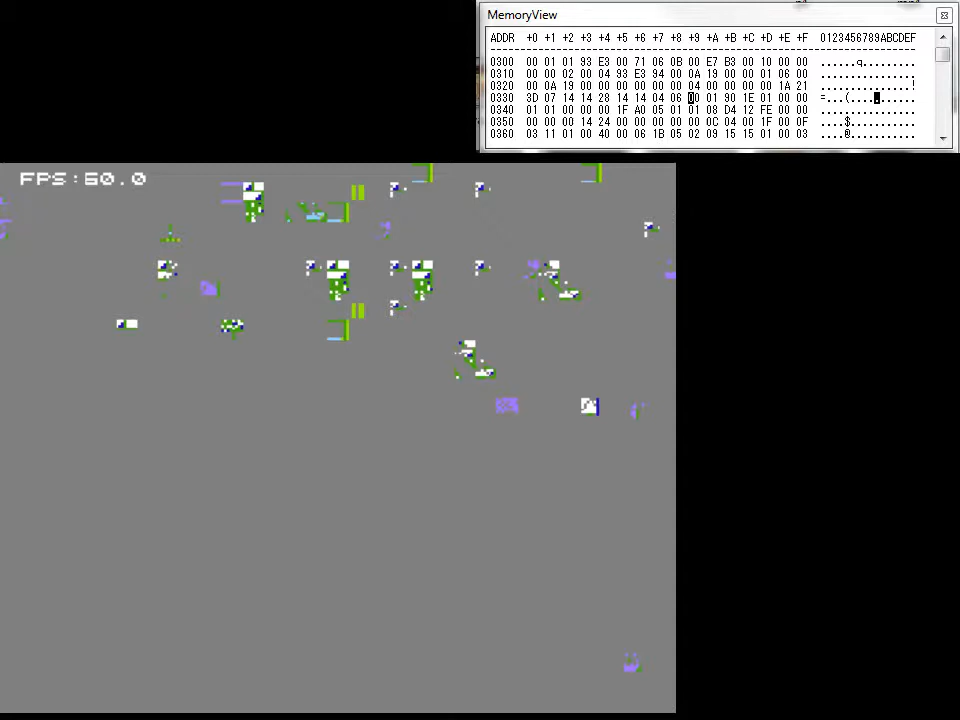 MemoryView
ADDR +0 +1 +2 +3 +4 +5 +6 +7 +8 +9 +A +B +C +D +E +F 0123456789ABCDEF
0300 00 01 01 93 E3 00 71 06 0B 00 E7 B3 00 10 00 00 ......q.........
0310 00 00 02 00 04 93 E3 94 00 0A 19 00 00 01 06 00 ................
0320 00 0A 19 00 00 00 00 00 00 04 00 00 00 00 1A 21 ...............!
0330 3D 07 14 14 28 14 14 04 06 00 01 90 1E 01 00 00 =...(...........
0340 01 01 00 00 00 1F A0 05 01 01 08 D4 12 FE 00 00 ................
0350 00 00 00 14 24 00 00 00 00 00 0C 04 00 1F 0F ....$...........
0360 03 11 01 00 40 00 06 1B 05 02 09 15 15 01 00 03 ....@...........
FPS:60.0